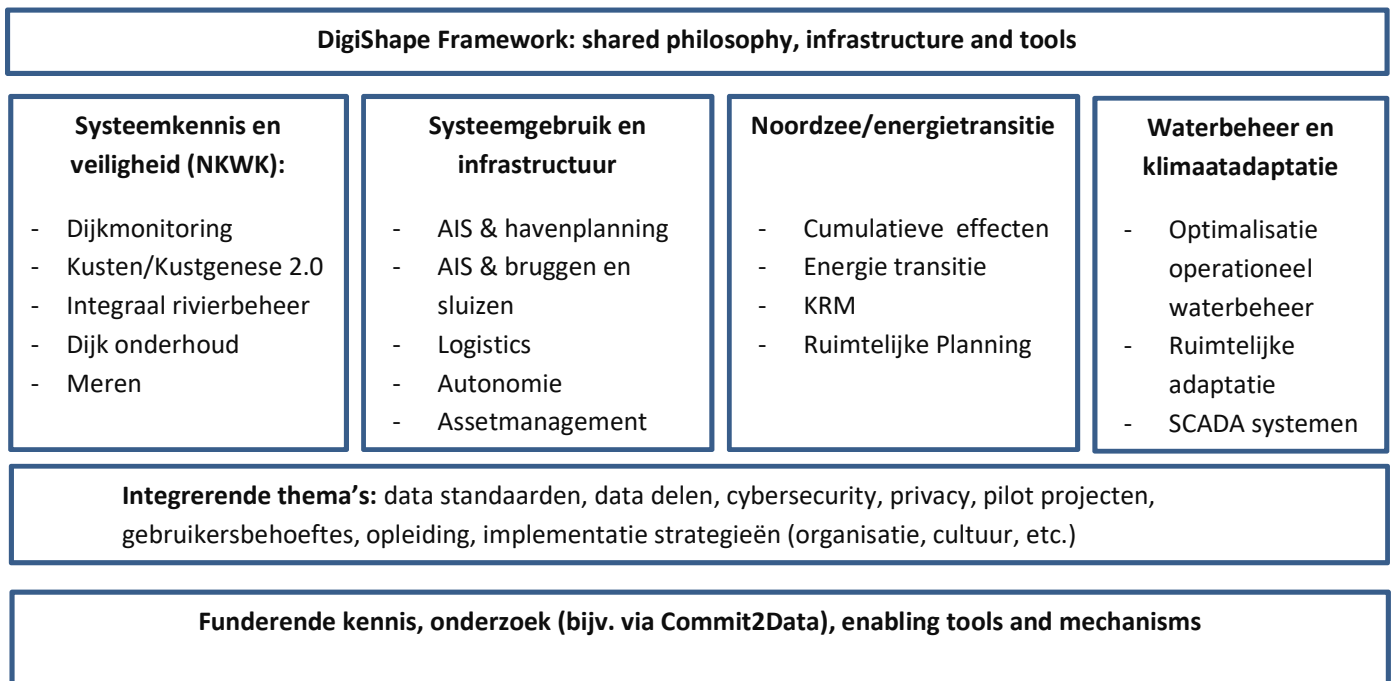 DigiShape Framework: shared philosophy, infrastructure and tools
Systeemkennis en
veiligheid (NKWK):
- Dijkmonitoring
- Kusten/Kustgenese 2.0
- Integraal rivierbeheer
- Dijk onderhoud
- Meren
Systeemgebruik en
infrastructuur
- AIS & havenplanning
- AIS & bruggen en
sluizen
- Logistics
- Autonomie
- Assetmanagement
Noordzee/energietransitie
- Cumulatieve effecten
- Energie transitie
- KRM
- Ruimtelijke Planning
Waterbeheer en
klimaatadaptatie
- Optimalisatie
operationeel
waterbeheer
- Ruimtelijke
adaptatie
- SCADA systemen
Integrerende thema’s: data standaarden, data delen, cybersecurity, privacy, pilot projecten,
gebruikersbehoeftes, opleiding, implementatie strategieën (organisatie, cultuur, etc.)
Funderende kennis, onderzoek (bijv. via Commit2Data), enabling tools and mechanisms